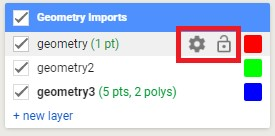 Geometry Imports
geometry (1 pt)
geometry2
geometry3 (5 pts, 2 polys)
+ new layer